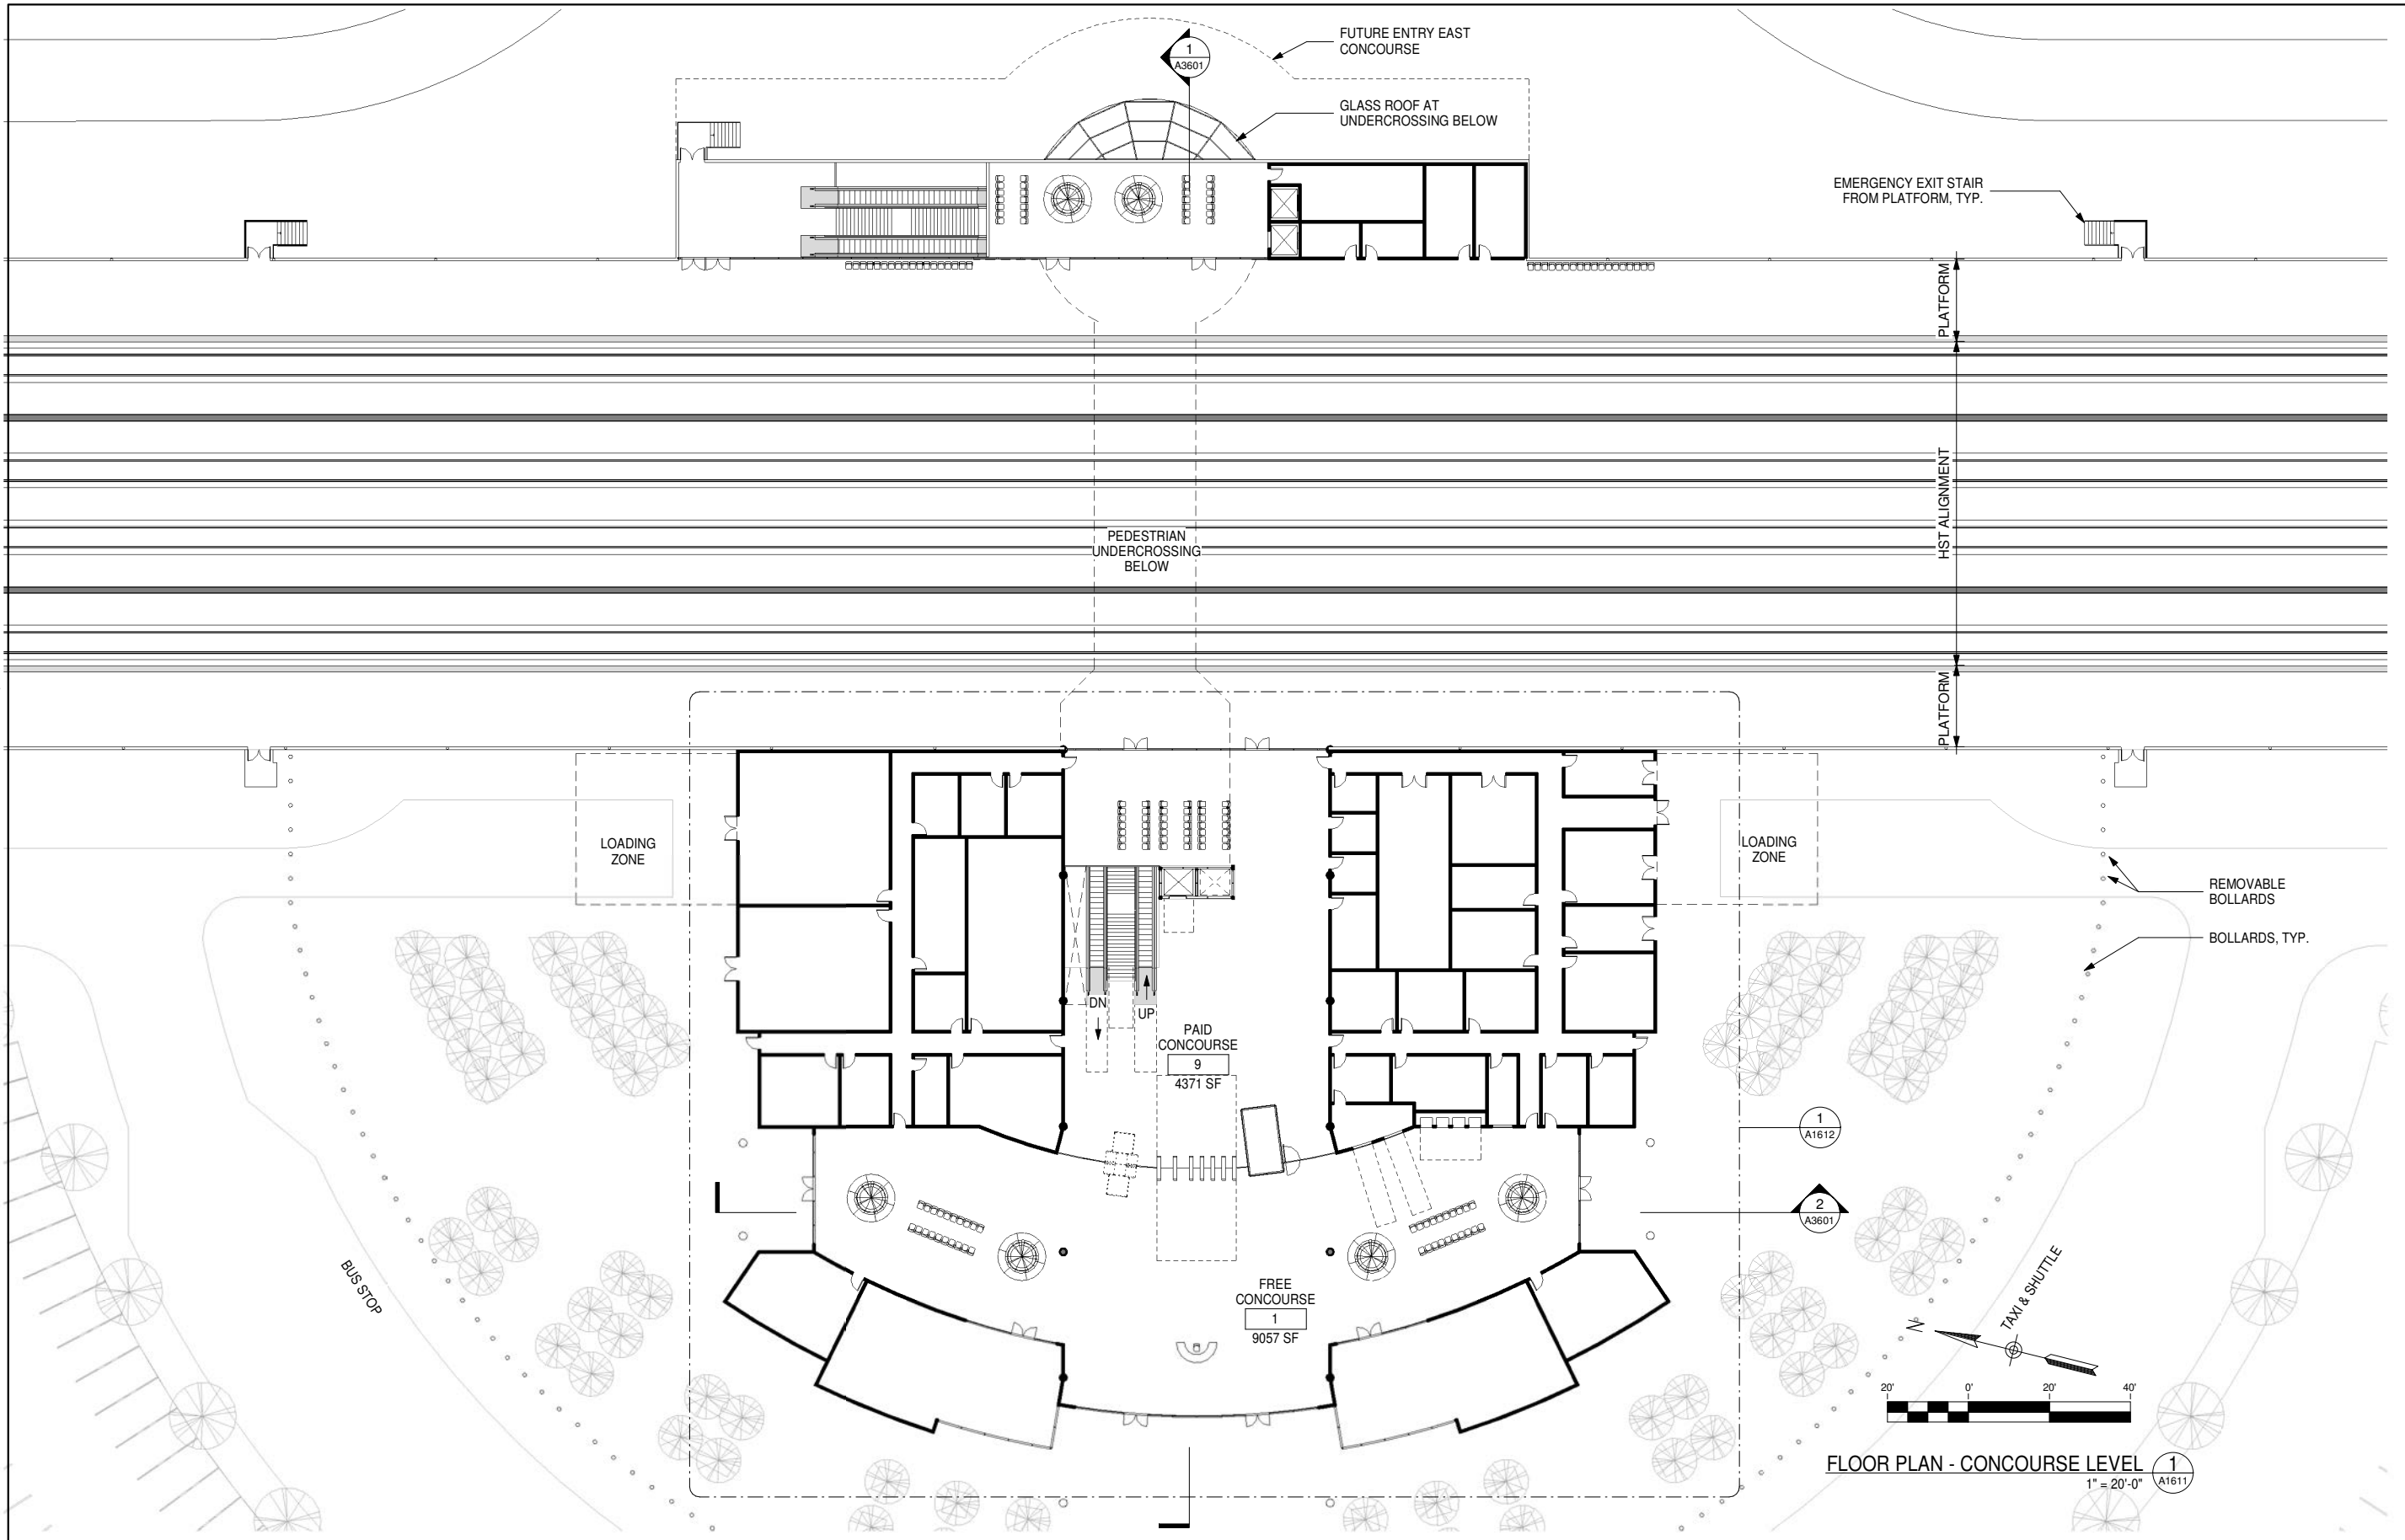 FUTURE ENTRY EAST
CONCOURSE
1
A3601
GLASS ROOF AT
UNDERCROSSING BELOW
EMERGENCY EXIT STAIR
FROM PLATFORM, TYP.
PLATFORM
HST ALIGNMENT
PEDESTRIAN
UNDERCROSSING
BELOW
PLATFORM
LOADING
ZONE
LOADING
ZONE
REMOVABLE
BOLLARDS
BOLLARDS, TYP.
DN
UP
PAID
CONCOURSE
9
4371 SF
1
A1612
2
A3601
BUS STOP
FREE
CONCOURSE
1
9057 SF
TAXI & SHUTTLE
N
20' 0' 20' 40'
FLOOR PLAN - CONCOURSE LEVEL
1" = 20'-0"
1
A1611